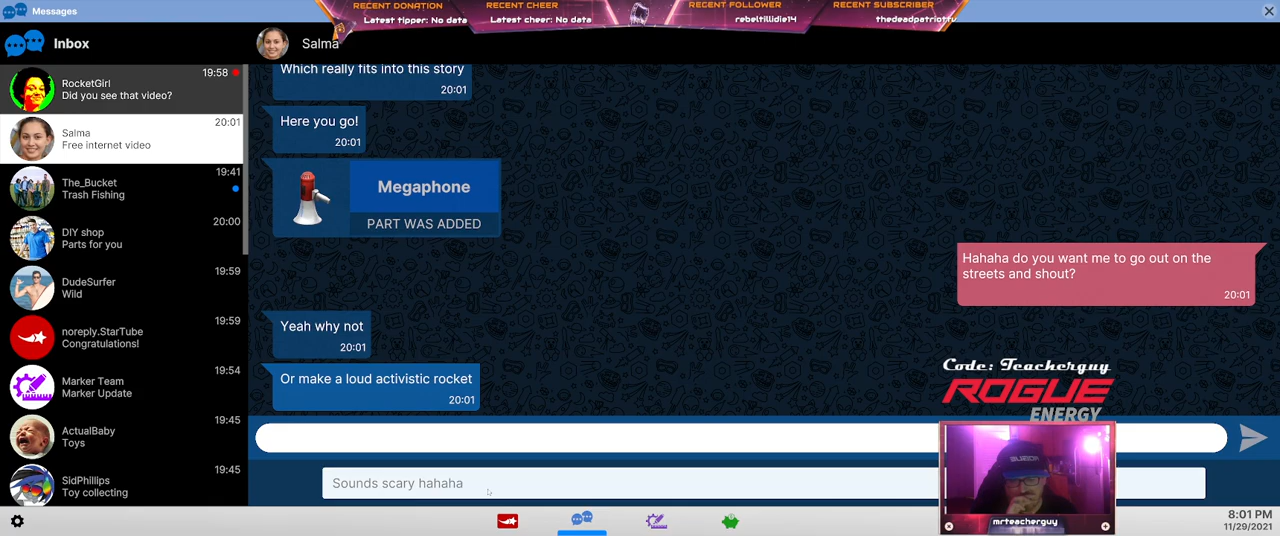 Messages
RECENT DONATION
Latest tipper: No data
RECENT CHEER
Latest cheer: No data
RECENT FOLLOWER
rebeltillidie14
RECENT SUBSCRIBER
thedeadpatriottv
Inbox
Salma
RocketGirl
Did you see that video?
19:58
Salma
Free internet video
20:01
The_Bucket
Trash Fishing
19:41
DIY shop
Parts for you
20:00
DudeSurfer
Wild
19:59
noreply.StarTube
Congratulations!
19:59
Marker Team
Marker Update
19:54
ActualBaby
Toys
19:45
SidPhillips
Toy collecting
19:45
Which really fits into this story
20:01
Here you go!
20:01
Megaphone
PART WAS ADDED
Hahaha do you want me to go out on the
streets and shout?
20:01
Yeah why not
20:01
Or make a loud activistic rocket
20:01
Code: Teacherguy
ROGUE
ENERGY
Sounds scary hahaha
mrteacherguy
8:01 PM
11/29/2021